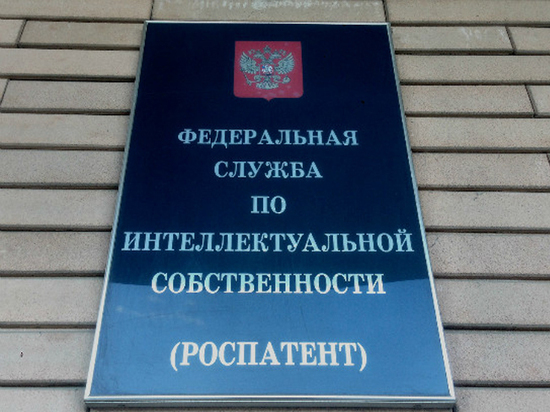 ФЕДЕРАЛЬНАЯ
СЛУЖБА
ПО
ИНТЕЛЛЕКТУАЛЬНОЙ
СОБСТВЕННОСТИ
(РОСПАТЕНТ)